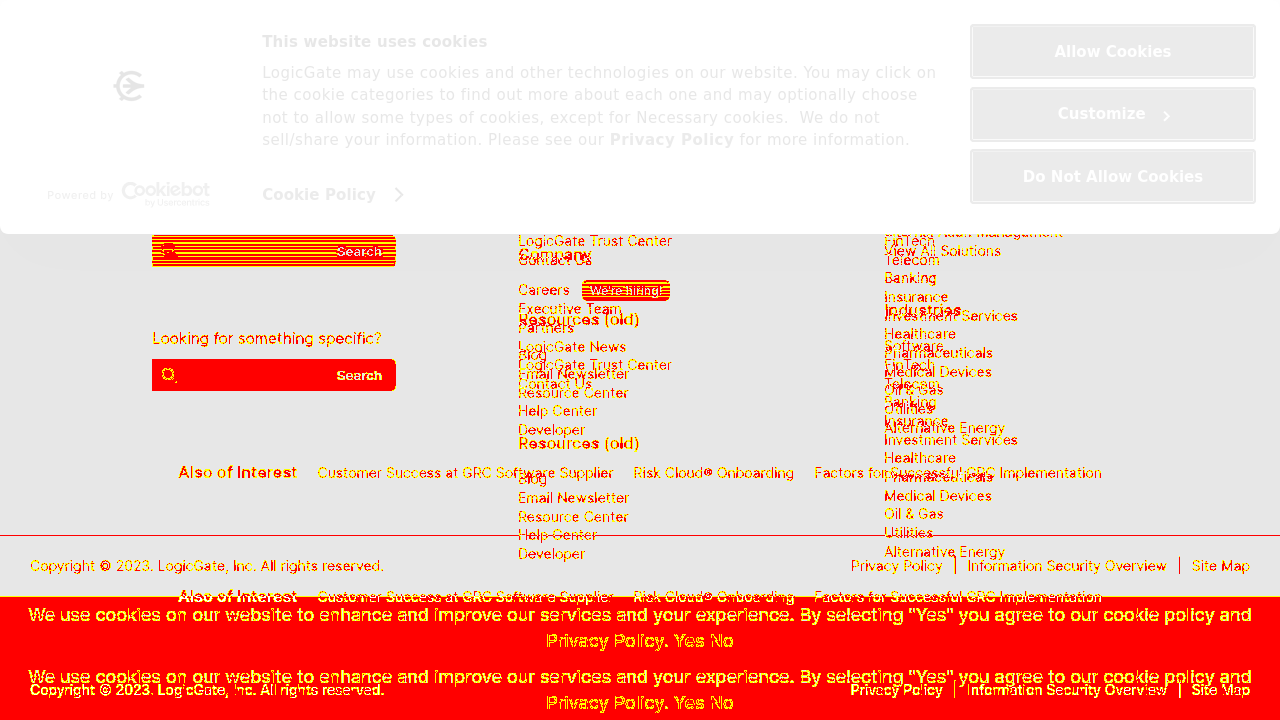 This website uses cookies
LogicGate may use cookies and other technologies on our website. You may click on
the cookie categories to find out more about each one and may optionally choose
not to allow some types of cookies, except for Necessary cookies. We do not
sell/share your information. Please see our Privacy Policy for more information.
Cookie Policy
Powered by Cookiebot
by Usercentrics
Allow Cookies
Customize
Do Not Allow Cookies
Search
Looking for something specific?
Search
LogicGate Trust Center
Contact Us
Company
Careers We're hiring!
Executive Team
Resources (old)
Partners
LogicGate News
Blog
LogicGate Trust Center
Email Newsletter
Contact Us
Resource Center
Help Center
Developer
Resources (old)
Blog
Email Newsletter
Resource Center
Help Center
Developer
FinTech
View All Solutions
Telecom
Banking
Insurance
Industries
Investment Services
Healthcare
Software
Pharmaceuticals
FinTech
Medical Devices
Telecom
Oil & Gas
Banking
Utilities
Insurance
Alternative Energy
Investment Services
Healthcare
Pharmaceuticals
Medical Devices
Oil & Gas
Utilities
Alternative Energy
Also of Interest Customer Success at GRC Software Supplier Risk Cloud® Onboarding Factors for Successful GRC Implementation
Copyright © 2023. LogicGate, Inc. All rights reserved. Privacy Policy Information Security Overview Site Map
Also of Interest Customer Success at GRC Software Supplier Risk Cloud® Onboarding Factors for Successful GRC Implementation
We use cookies on our website to enhance and improve our services and your experience. By selecting "Yes" you agree to our cookie policy and
Privacy Policy. Yes No
We use cookies on our website to enhance and improve our services and your experience. By selecting "Yes" you agree to our cookie policy and
Copyright © 2023. LogicGate, Inc. All rights reserved. Privacy Policy Information Security Overview Site Map
Privacy Policy. Yes No